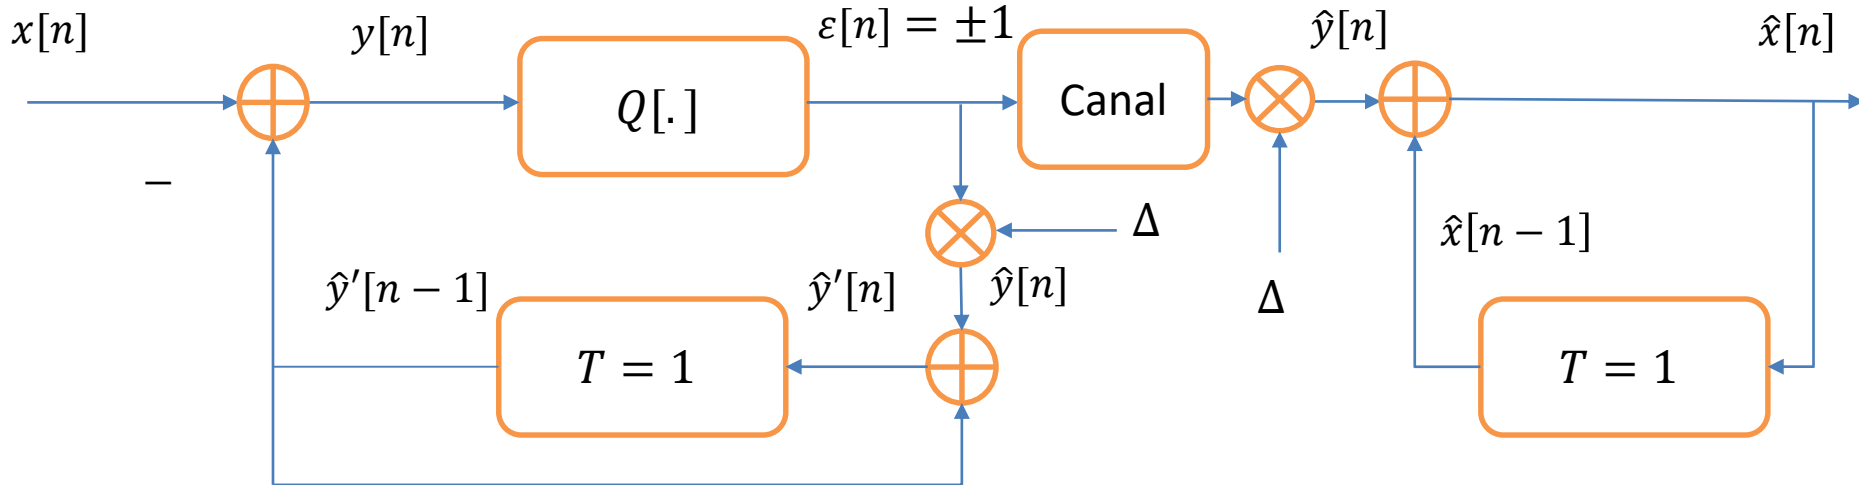 x[n]
y[n]
ε[n] = ±1
ŷ[n]
x̂[n]
Q[.]
Canal
−
Δ
x̂[n − 1]
ŷ′[n − 1]
ŷ′[n]
ŷ[n]
Δ
T = 1
T = 1